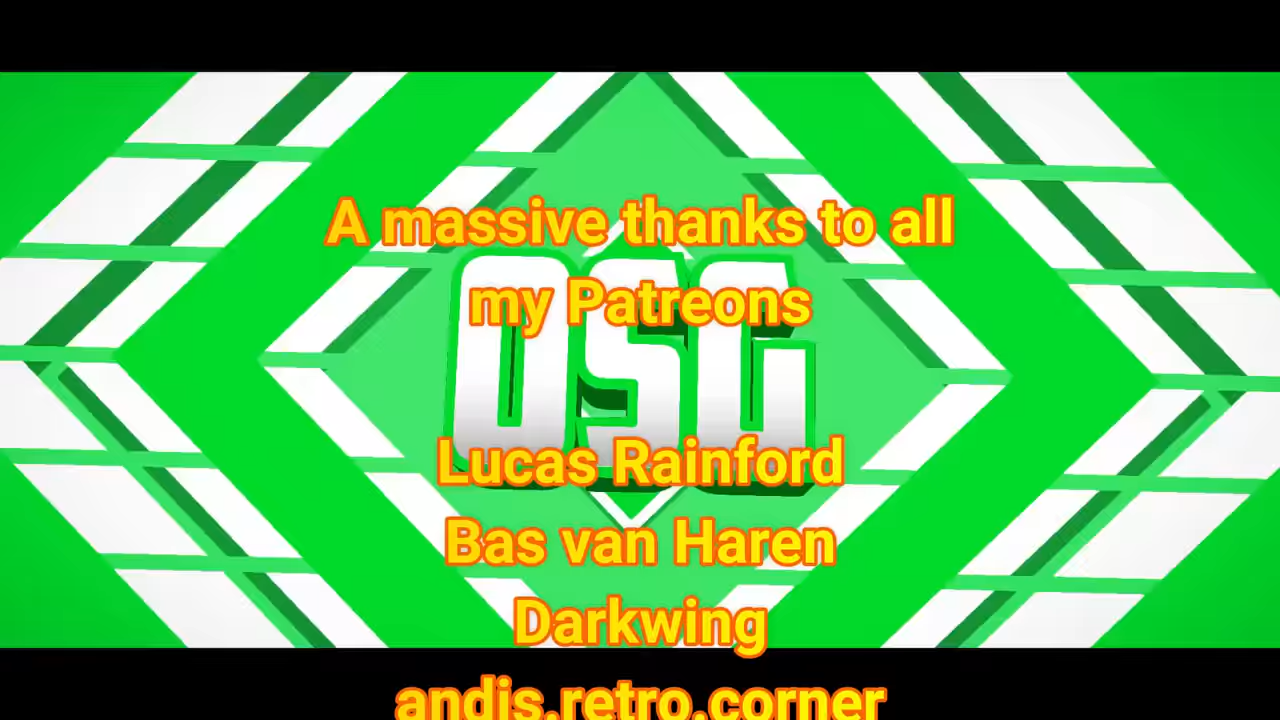 A massive thanks to all
my Patreons
OSG
Lucas Rainford
Bas van Haren
Darkwing
andis.retro.corner